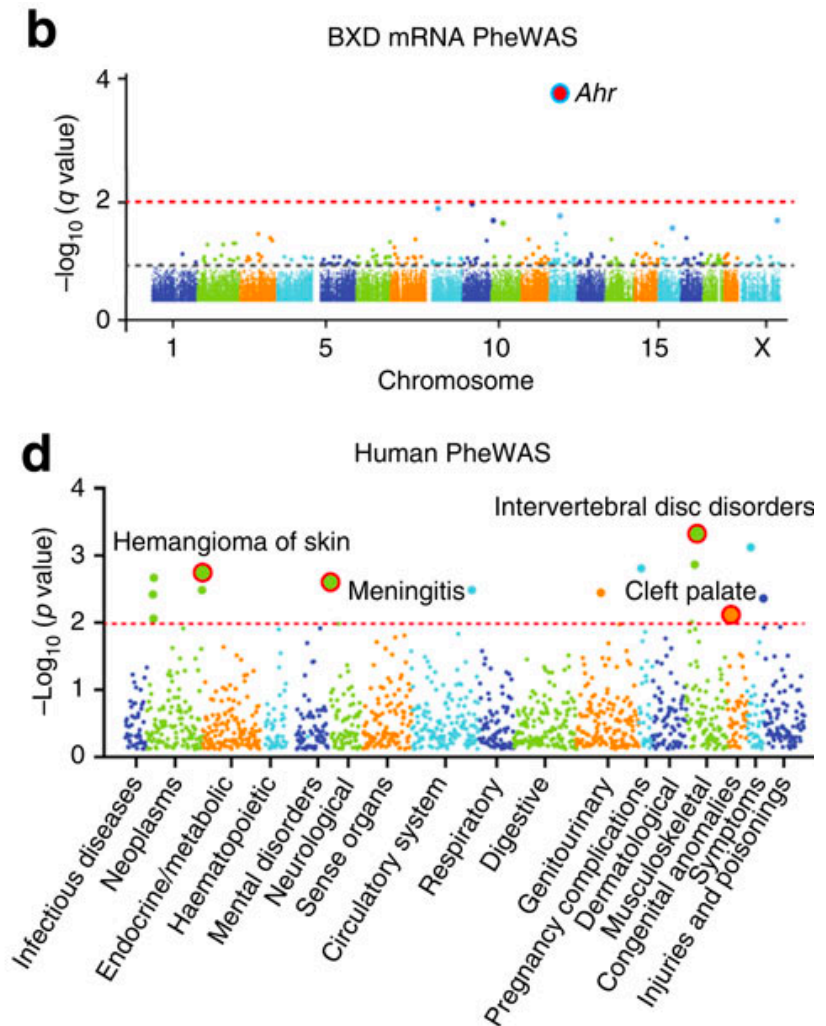 b
BXD mRNA PheWAS
4
2
0
–log10 (q value)
Ahr
1
5
10
15
X
Chromosome
d
Human PheWAS
4
3
2
1
0
–Log10 (p value)
Intervertebral disc disorders
Hemangioma of skin
Meningitis
Cleft palate
Infectious diseases
Neoplasms
Endocrine/metabolic
Haematopoietic
Mental disorders
Neurological
Sense organs
Circulatory system
Respiratory
Digestive
Genitourinary
Pregnancy complications
Dermatological
Musculoskeletal
Congenital anomalies
Symptoms
Injuries and poisonings